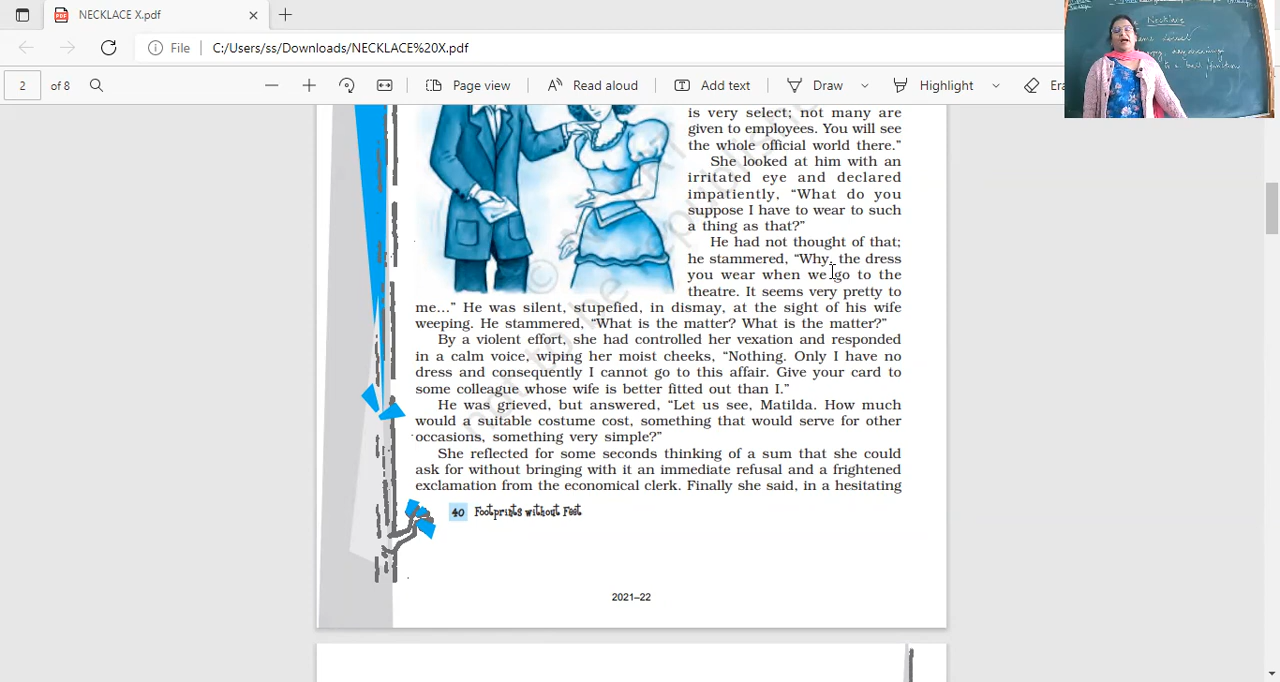 NECKLACE X.pdf
File C:/Users/ss/Downloads/NECKLACE%20X.pdf
2 of 8 Page view Read aloud Add text Draw Highlight Era
Necklace
is very select; not many are
given to employees. You will see
the whole official world there.”
She looked at him with an
irritated eye and declared
impatiently, “What do you
suppose I have to wear to such
a thing as that?”
He had not thought of that;
he stammered, “Why, the dress
you wear when we go to the
theatre. It seems very pretty to
me...” He was silent, stupefied, in dismay, at the sight of his wife
weeping. He stammered, “What is the matter? What is the matter?”
By a violent effort, she had controlled her vexation and responded
in a calm voice, wiping her moist cheeks, “Nothing. Only I have no
dress and consequently I cannot go to this affair. Give your card to
some colleague whose wife is better fitted out than I.”
He was grieved, but answered, “Let us see, Matilda. How much
would a suitable costume cost, something that would serve for other
occasions, something very simple?”
She reflected for some seconds thinking of a sum that she could
ask for without bringing with it an immediate refusal and a frightened
exclamation from the economical clerk. Finally she said, in a hesitating
40 Footprints without Feet
2021–22